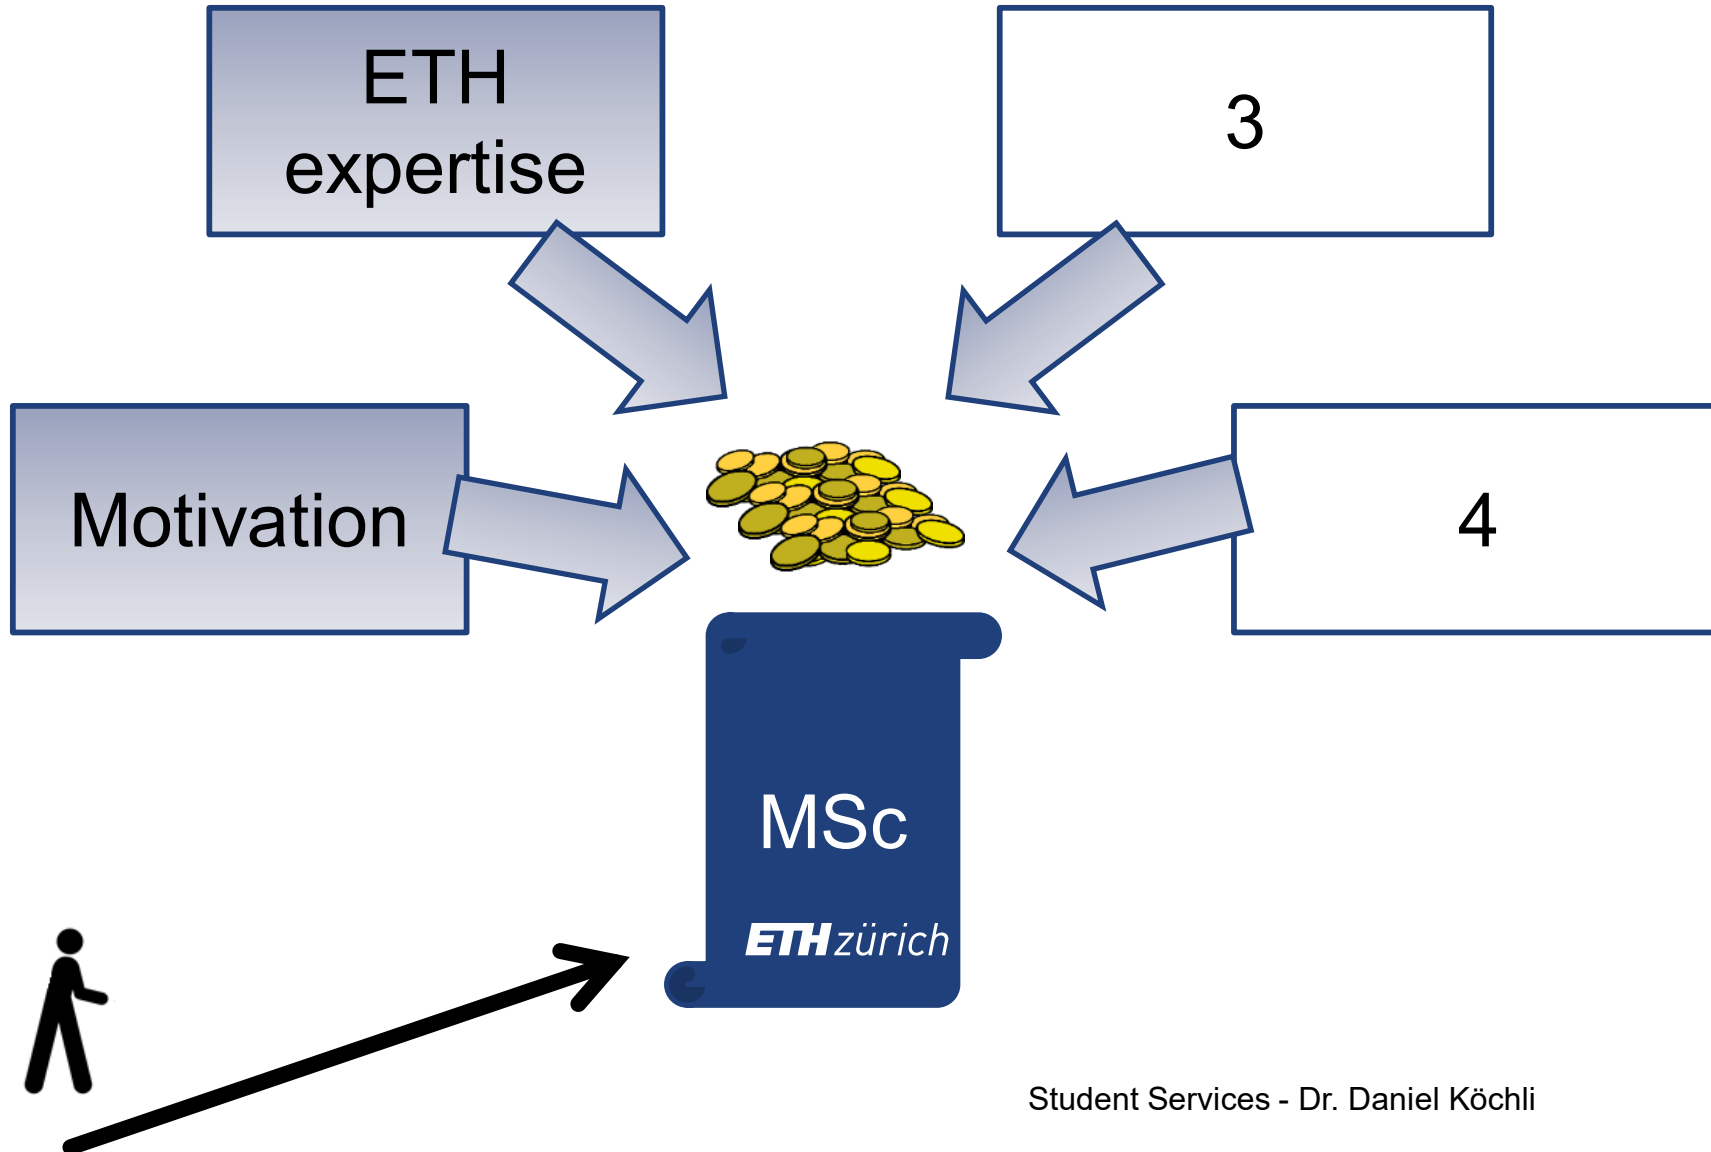 ETH
expertise
3
Motivation
4
MSc
ETH zürich
Student Services - Dr. Daniel Köchli